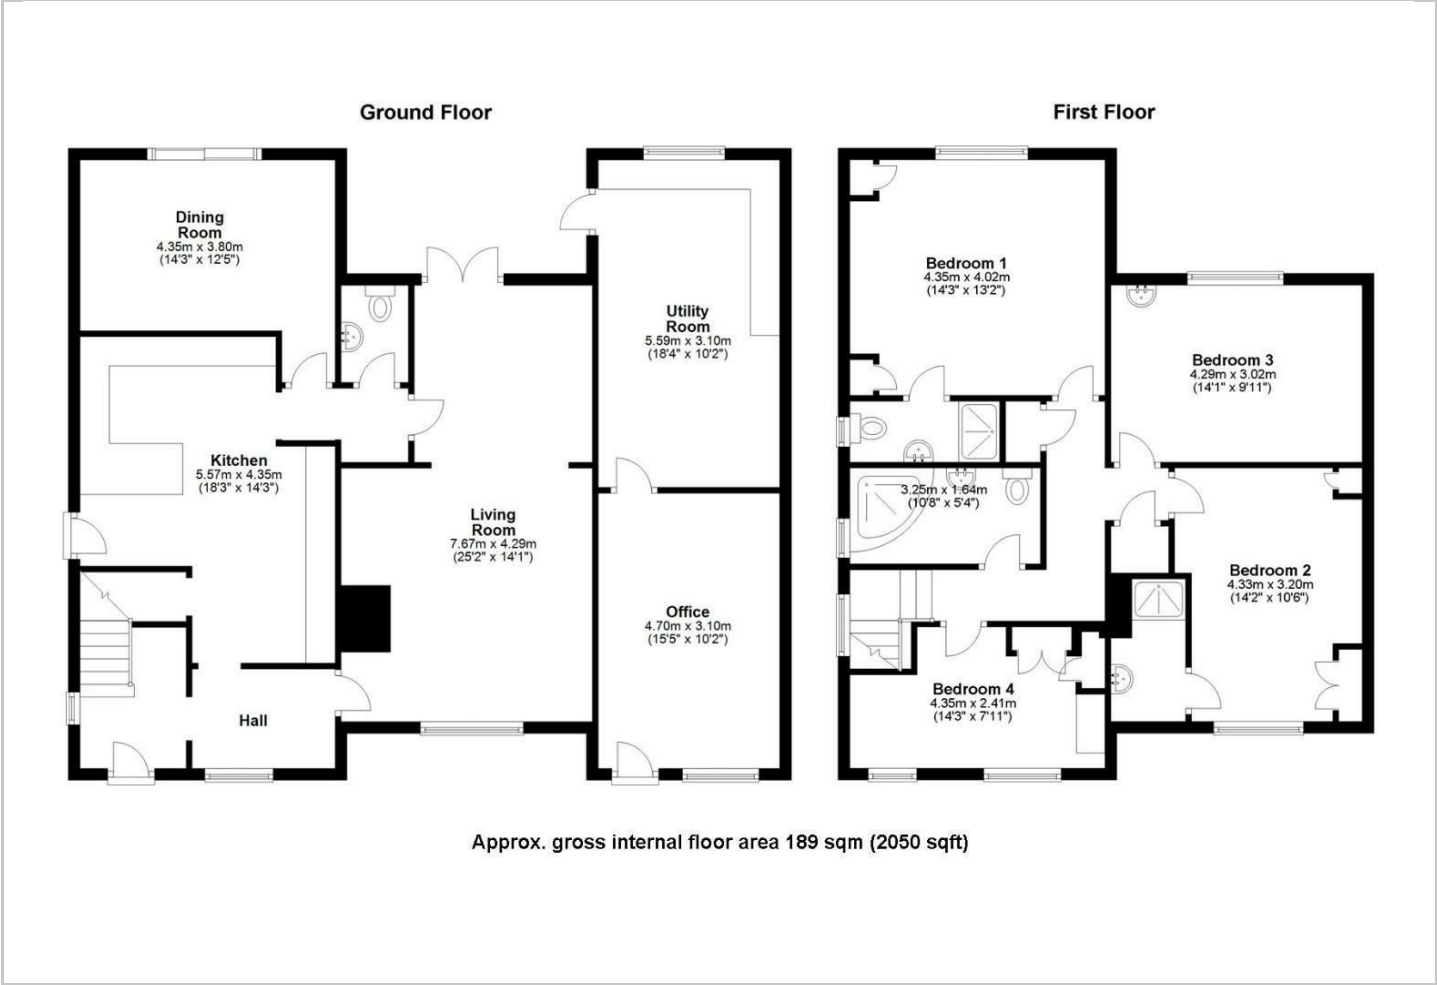 Ground Floor
Dining
Room
4.35m x 3.80m
(14'3" x 12'5")
Utility
Room
5.59m x 3.10m
(18'4" x 10'2")
Kitchen
5.57m x 4.35m
(18'3" x 14'3")
Living
Room
7.67m x 4.29m
(25'2" x 14'1")
Office
4.70m x 3.10m
(15'5" x 10'2")
Hall
First Floor
Bedroom 1
4.35m x 4.02m
(14'3" x 13'2")
Bedroom 3
4.29m x 3.02m
(14'1" x 9'11")
3.25m x 1.64m
(10'8" x 5'4")
Bedroom 2
4.33m x 3.20m
(14'2" x 10'6")
Bedroom 4
4.35m x 2.41m
(14'3" x 7'11")
Approx. gross internal floor area 189 sqm (2050 sqft)